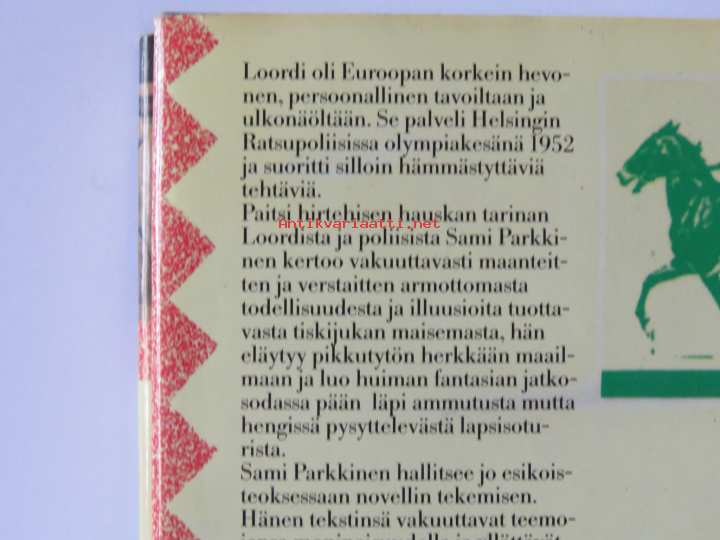 Loordi oli Euroopan korkein hevo-
nen, persoonallinen tavoiltaan ja
ulkonäöltään. Se palveli Helsingin
Ratsupoliisissa olympiakesänä 1952
ja suoritti silloin hämmästyttäviä
tehtäviä.
Paitsi hirtehisen hauskan tarinan
Antikvariaatti.net
Loordista ja poliisista Sami Parkki-
nen kertoo vakuuttavasti maanteit-
ten ja verstaitten armottomasta
todellisuudesta ja illuusioita tuotta-
vasta tiskijukan maisemasta, hän
eläytyy pikkutytön herkkään maail-
maan ja luo huiman fantasian jatko-
sodassa pään läpi ammutusta mutta
hengissä pysyttelevästä lapsisotu-
rista.
Sami Parkkinen hallitsee jo esikois-
teoksessaan novellin tekemisen.
Hänen tekstinsä vakuuttavat teemo-